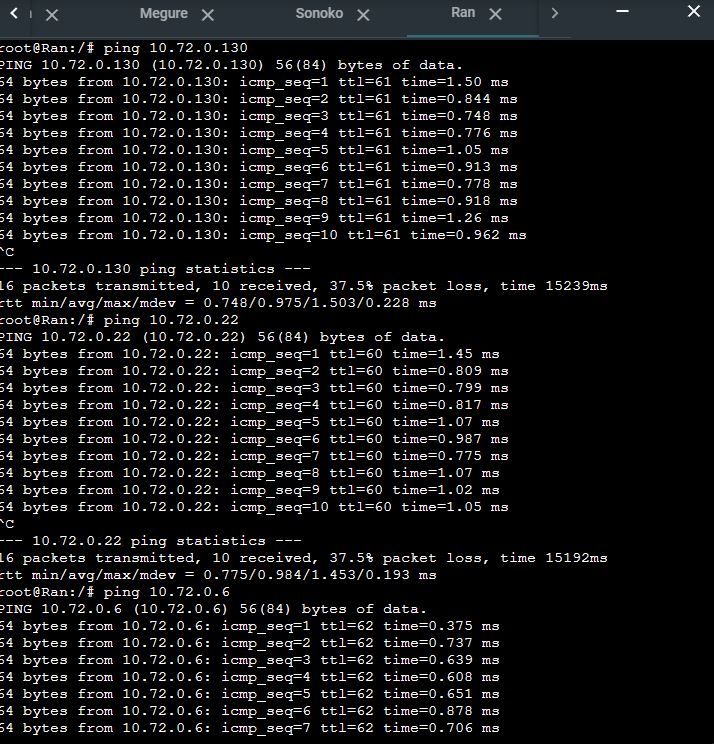 Megure
Sonoko
Ran
root@Ran:/# ping 10.72.0.130
PING 10.72.0.130 (10.72.0.130) 56(84) bytes of data.
64 bytes from 10.72.0.130: icmp_seq=1 ttl=61 time=1.50 ms
64 bytes from 10.72.0.130: icmp_seq=2 ttl=61 time=0.844 ms
64 bytes from 10.72.0.130: icmp_seq=3 ttl=61 time=0.748 ms
64 bytes from 10.72.0.130: icmp_seq=4 ttl=61 time=0.776 ms
64 bytes from 10.72.0.130: icmp_seq=5 ttl=61 time=1.05 ms
64 bytes from 10.72.0.130: icmp_seq=6 ttl=61 time=0.913 ms
64 bytes from 10.72.0.130: icmp_seq=7 ttl=61 time=0.778 ms
64 bytes from 10.72.0.130: icmp_seq=8 ttl=61 time=0.918 ms
64 bytes from 10.72.0.130: icmp_seq=9 ttl=61 time=1.26 ms
64 bytes from 10.72.0.130: icmp_seq=10 ttl=61 time=0.962 ms
^C
--- 10.72.0.130 ping statistics ---
16 packets transmitted, 10 received, 37.5% packet loss, time 15239ms
rtt min/avg/max/mdev = 0.748/0.975/1.503/0.228 ms
root@Ran:/# ping 10.72.0.22
PING 10.72.0.22 (10.72.0.22) 56(84) bytes of data.
64 bytes from 10.72.0.22: icmp_seq=1 ttl=60 time=1.45 ms
64 bytes from 10.72.0.22: icmp_seq=2 ttl=60 time=0.809 ms
64 bytes from 10.72.0.22: icmp_seq=3 ttl=60 time=0.799 ms
64 bytes from 10.72.0.22: icmp_seq=4 ttl=60 time=0.817 ms
64 bytes from 10.72.0.22: icmp_seq=5 ttl=60 time=1.07 ms
64 bytes from 10.72.0.22: icmp_seq=6 ttl=60 time=0.987 ms
64 bytes from 10.72.0.22: icmp_seq=7 ttl=60 time=0.775 ms
64 bytes from 10.72.0.22: icmp_seq=8 ttl=60 time=1.07 ms
64 bytes from 10.72.0.22: icmp_seq=9 ttl=60 time=1.02 ms
64 bytes from 10.72.0.22: icmp_seq=10 ttl=60 time=1.05 ms
^C
--- 10.72.0.22 ping statistics ---
16 packets transmitted, 10 received, 37.5% packet loss, time 15192ms
rtt min/avg/max/mdev = 0.775/0.984/1.453/0.193 ms
root@Ran:/# ping 10.72.0.6
PING 10.72.0.6 (10.72.0.6) 56(84) bytes of data.
64 bytes from 10.72.0.6: icmp_seq=1 ttl=62 time=0.375 ms
64 bytes from 10.72.0.6: icmp_seq=2 ttl=62 time=0.737 ms
64 bytes from 10.72.0.6: icmp_seq=3 ttl=62 time=0.639 ms
64 bytes from 10.72.0.6: icmp_seq=4 ttl=62 time=0.608 ms
64 bytes from 10.72.0.6: icmp_seq=5 ttl=62 time=0.651 ms
64 bytes from 10.72.0.6: icmp_seq=6 ttl=62 time=0.878 ms
64 bytes from 10.72.0.6: icmp_seq=7 ttl=62 time=0.706 ms